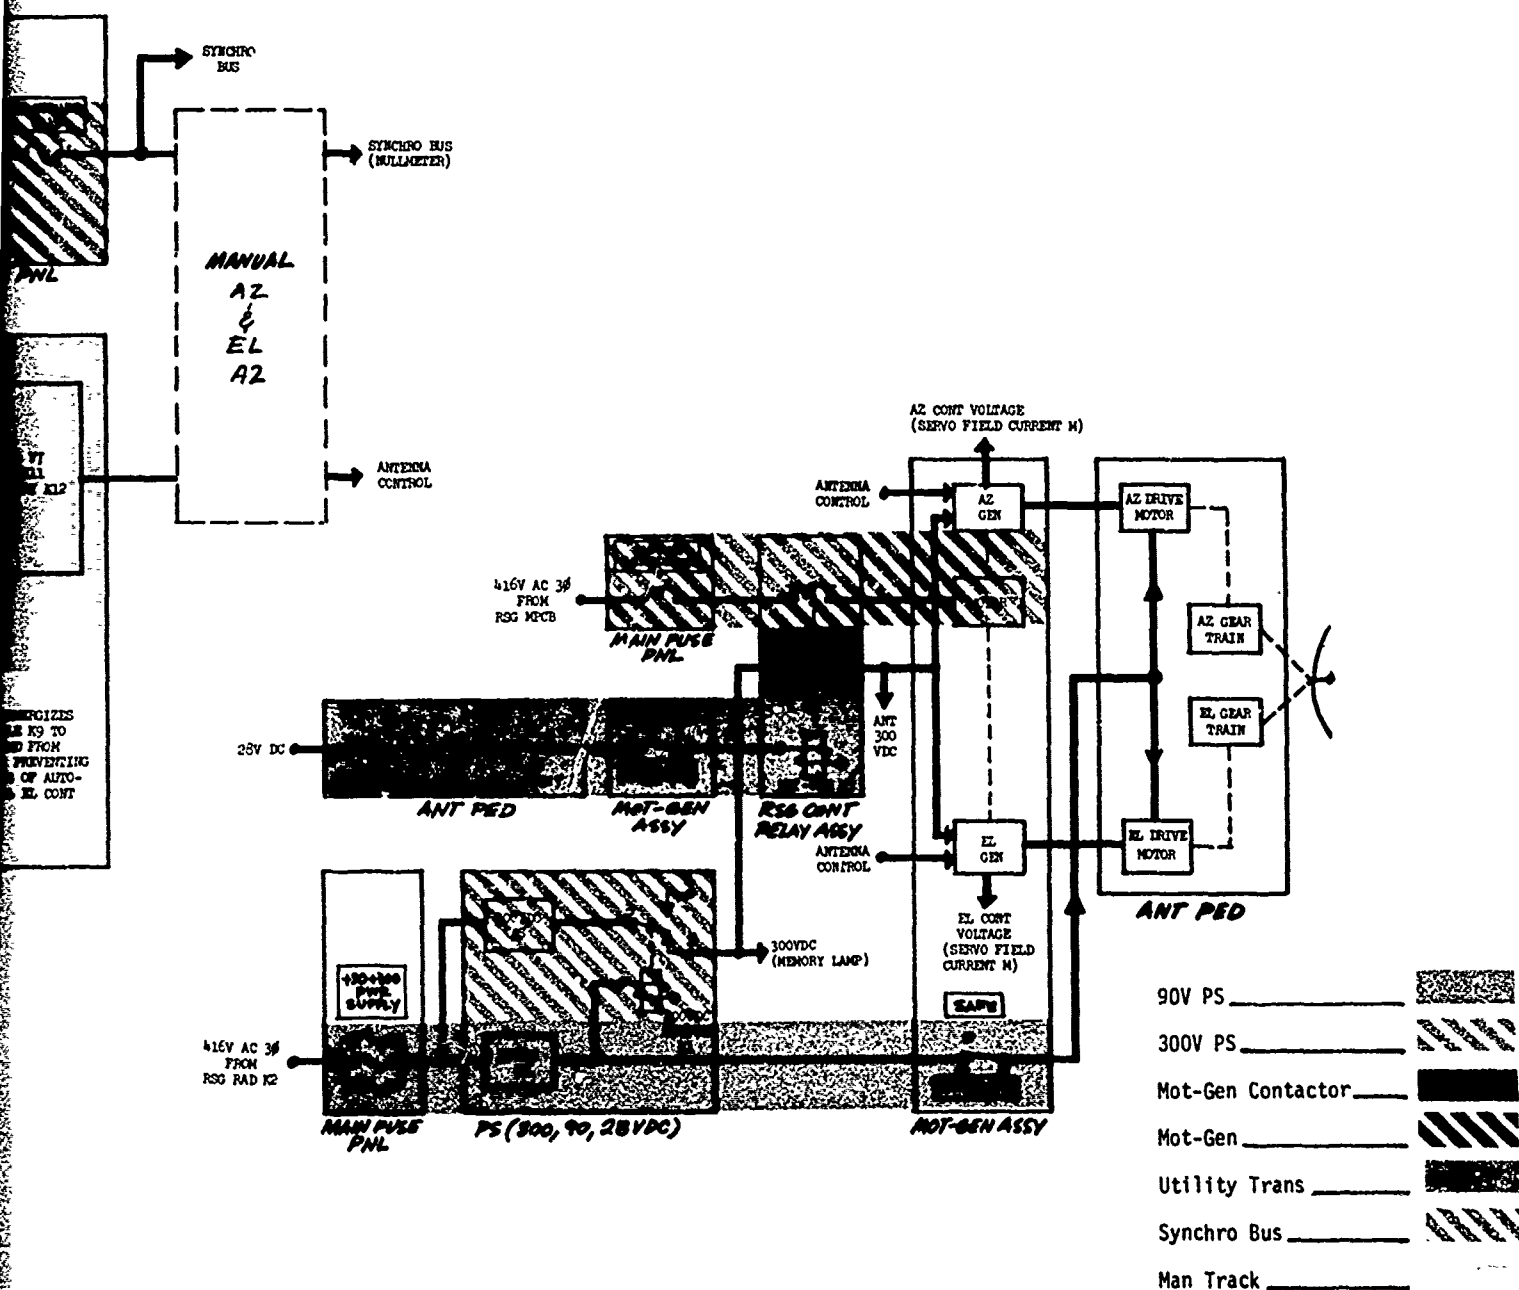 SYNCHRO
BUS
SYNCHRO BUS
(NULLMETER)
MANUAL
AZ
&
EL
A2
PNL
ANTENNA
CONTROL
K12
ENERGIZES
K9 TO
FROM
PREVENTING
OF AUTO-
EL CONT
AZ CONT VOLTAGE
(SERVO FIELD CURRENT M)
ANTENNA
CONTROL
AZ
GEN
AZ DRIVE
MOTOR
416V AC 3Ø
FROM
RSG MPCB
MAIN FUSE
PNL
AZ GEAR
TRAIN
EL GEAR
TRAIN
ANT
300
VDC
28V DC
ANT PED
MOT-GEN
ASSY
RSG CONT
RELAY ASSY
ANTENNA
CONTROL
EL
GEN
EL DRIVE
MOTOR
ANT PED
EL CONT
VOLTAGE
(SERVO FIELD
CURRENT M)
300VDC
(MEMORY LAMP)
PWR
SUPPLY
SAFE
416V AC 3Ø
FROM
RSG RAD K2
MAIN FUSE
PNL
PS (300, 90, 28VDC)
MOT-GEN ASSY
90V PS
300V PS
Mot-Gen Contactor
Mot-Gen
Utility Trans
Synchro Bus
Man Track